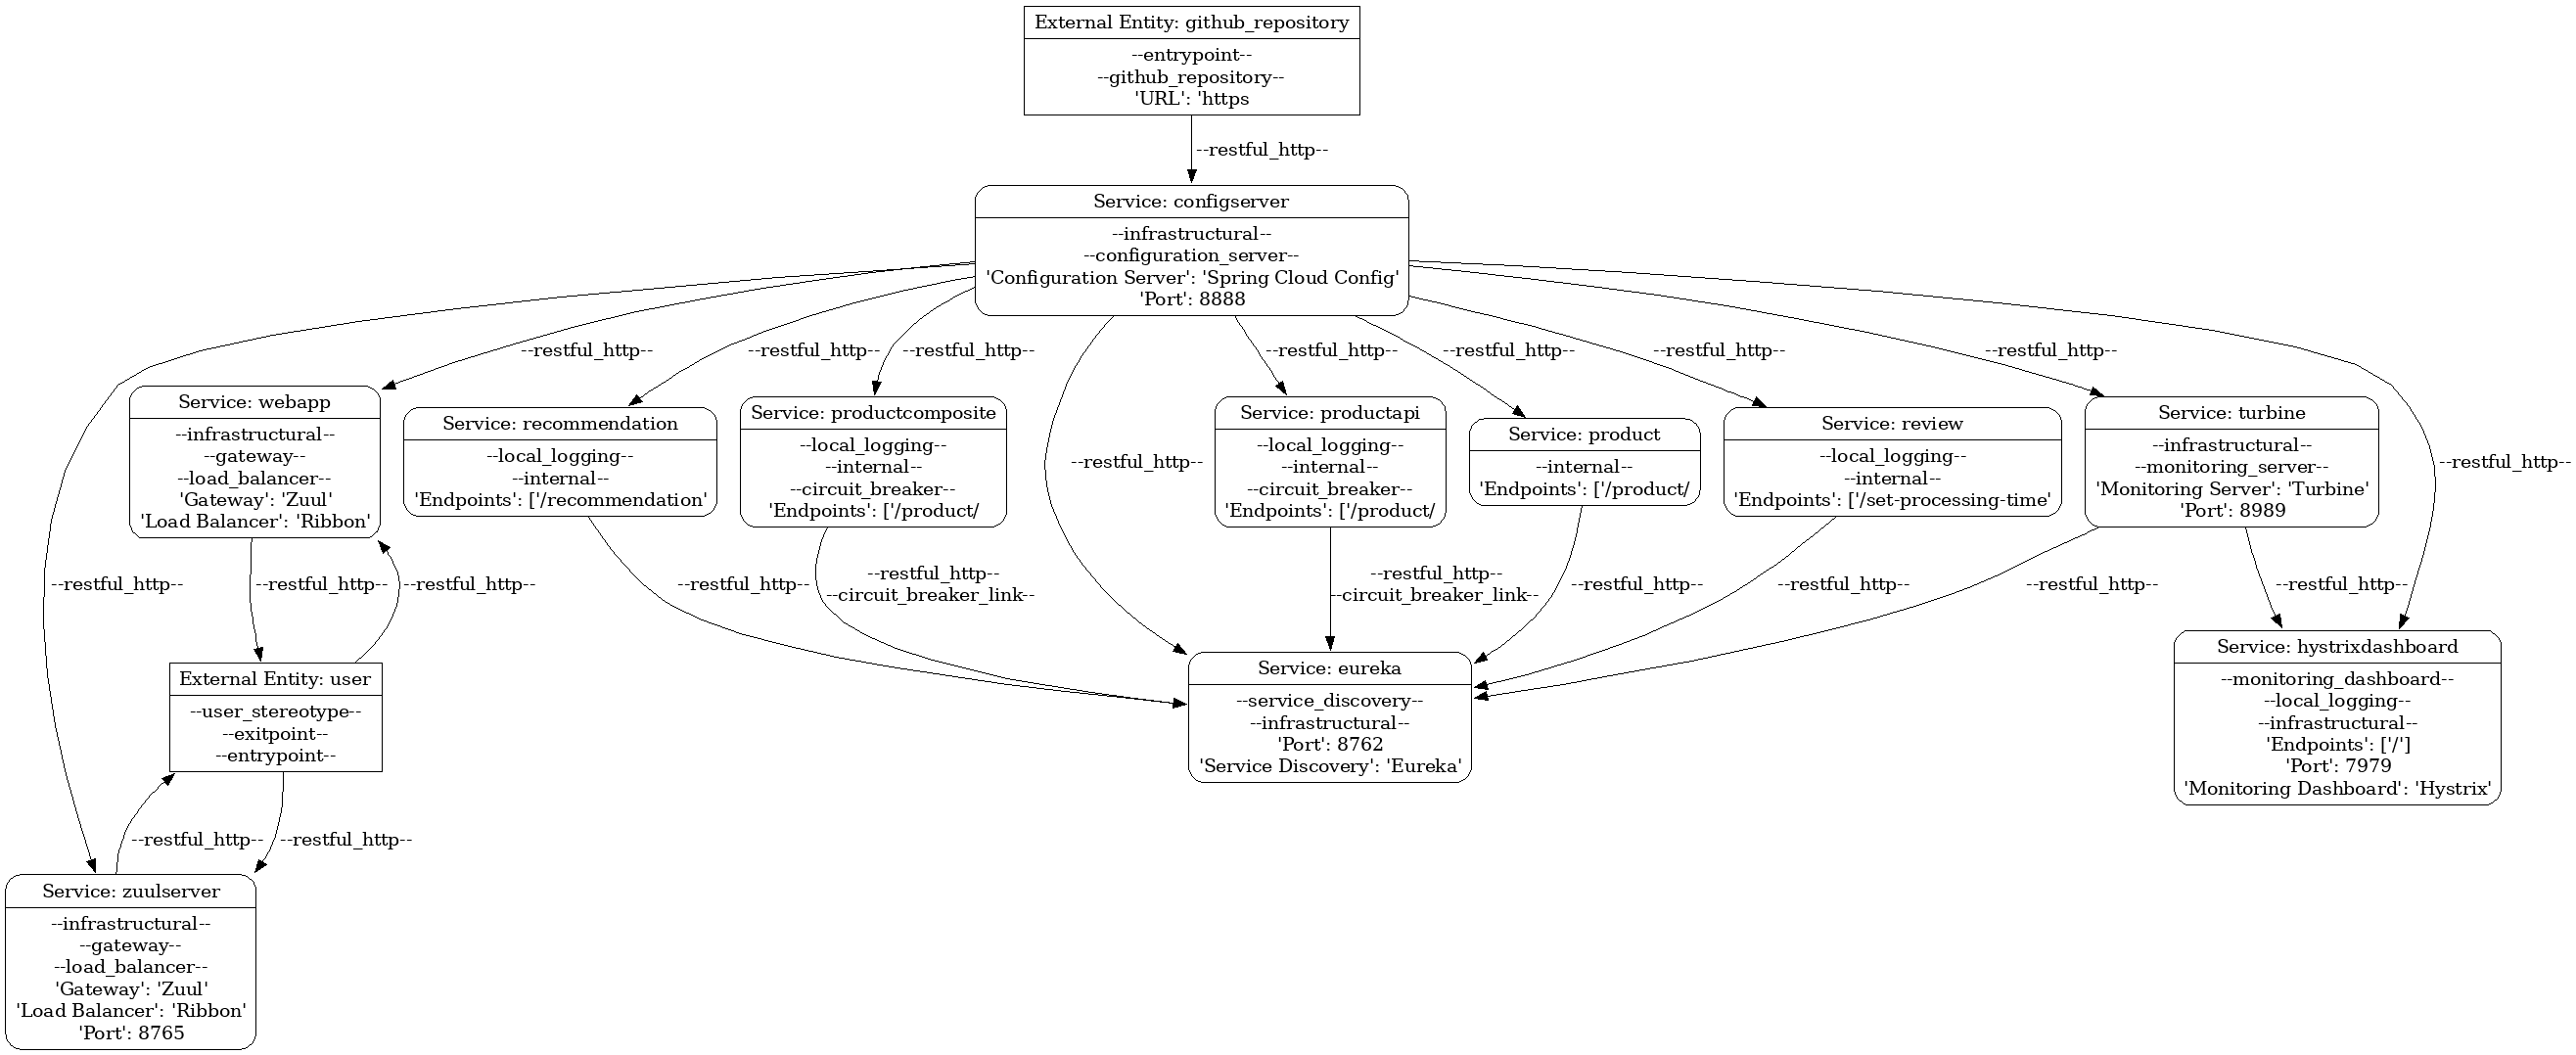 External Entity: github_repository
--entrypoint--
--github_repository--
'URL': 'https
--restful_http--
Service: configserver
--infrastructural--
--configuration_server--
'Configuration Server': 'Spring Cloud Config'
'Port': 8888
--restful_http--
--restful_http--
--restful_http--
--restful_http--
--restful_http--
--restful_http--
--restful_http--
Service: webapp
--infrastructural--
--gateway--
--load_balancer--
'Gateway': 'Zuul'
'Load Balancer': 'Ribbon'
Service: recommendation
--local_logging--
--internal--
'Endpoints': ['/recommendation'
Service: productcomposite
--local_logging--
--internal--
--circuit_breaker--
'Endpoints': ['/product/
--restful_http--
Service: productapi
--local_logging--
--internal--
--circuit_breaker--
'Endpoints': ['/product/
Service: product
--internal--
'Endpoints': ['/product/
Service: review
--local_logging--
--internal--
'Endpoints': ['/set-processing-time'
Service: turbine
--infrastructural--
--monitoring_server--
'Monitoring Server': 'Turbine'
'Port': 8989
--restful_http--
--restful_http--
--restful_http--
--restful_http--
--restful_http--
--restful_http--
--circuit_breaker_link--
--restful_http--
--circuit_breaker_link--
--restful_http--
--restful_http--
--restful_http--
--restful_http--
External Entity: user
--user_stereotype--
--exitpoint--
--entrypoint--
Service: eureka
--service_discovery--
--infrastructural--
'Port': 8762
'Service Discovery': 'Eureka'
Service: hystrixdashboard
--monitoring_dashboard--
--local_logging--
--infrastructural--
'Endpoints': ['/']
'Port': 7979
'Monitoring Dashboard': 'Hystrix'
--restful_http--
--restful_http--
Service: zuulserver
--infrastructural--
--gateway--
--load_balancer--
'Gateway': 'Zuul'
'Load Balancer': 'Ribbon'
'Port': 8765